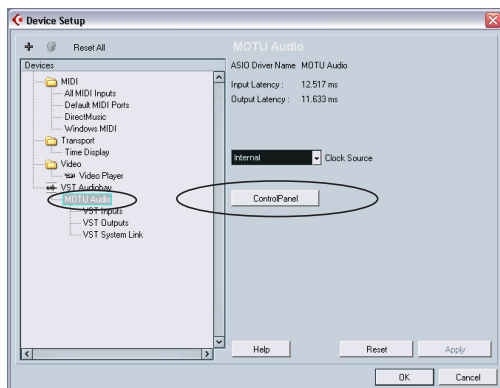 Device Setup
Reset All
MOTU Audio
Devices
MIDI
All MIDI Inputs
Default MIDI Ports
DirectMusic
Windows MIDI
Transport
Time Display
Video
Video Player
VST Audiobay
MOTU Audio
VST Inputs
VST Outputs
VST System Link
ASIO Driver Name MOTU Audio
Input Latency : 12.517 ms
Output Latency : 11.633 ms
Internal Clock Source
ControlPanel
Help Reset Apply
OK Cancel